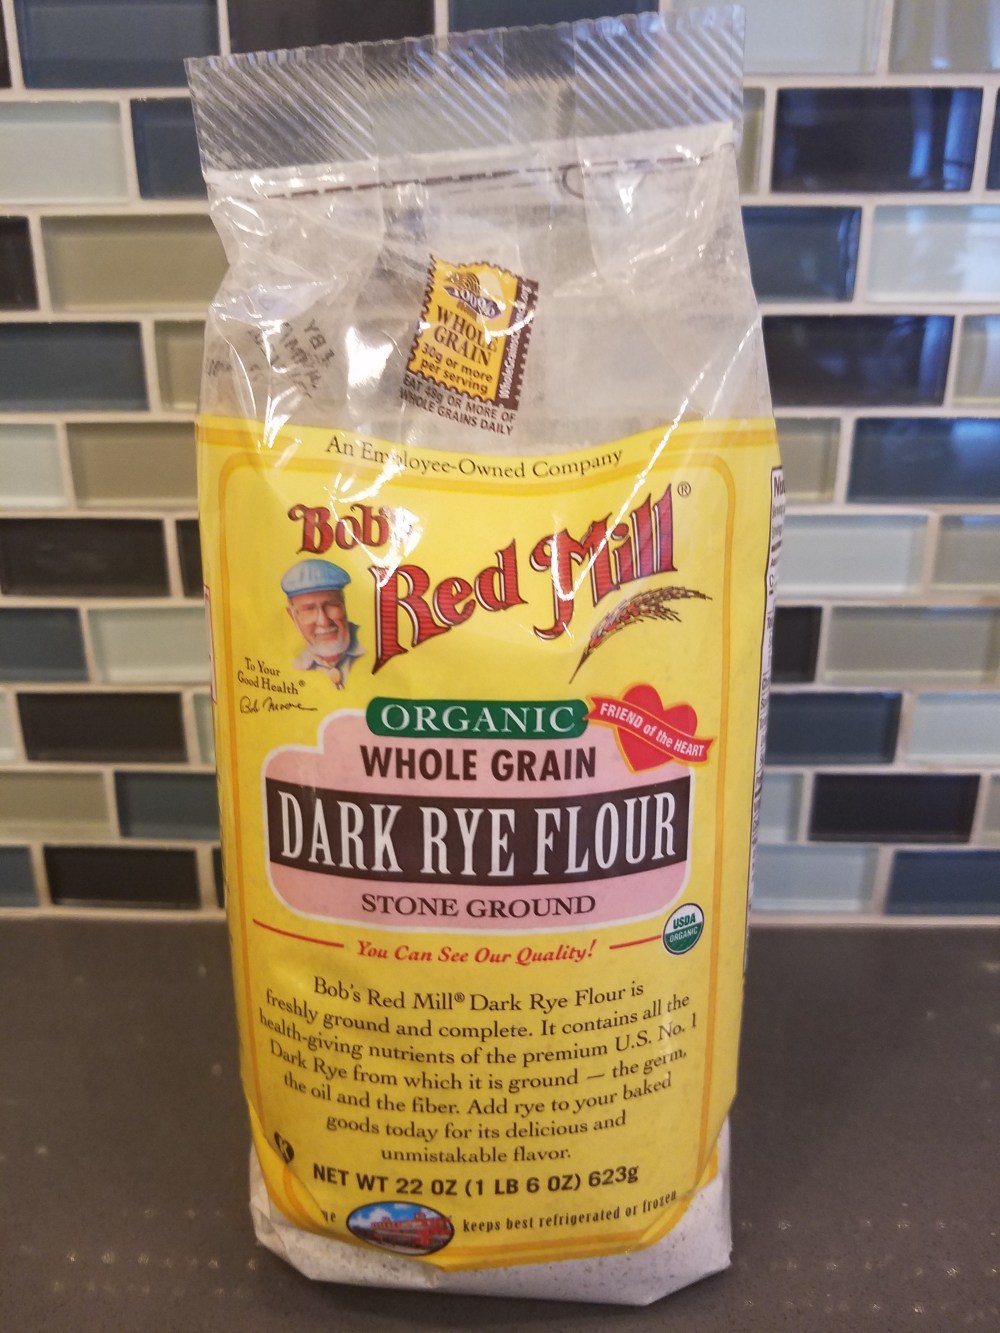 100%
WHOLE
GRAIN
30g or more
per serving
EAT 48g OR MORE OF
WHOLE GRAINS DAILY
An Employee-Owned Company
Bob's
Red Mill®
To Your
Good Health®
Bob Moore
ORGANIC
FRIEND of the HEART
WHOLE GRAIN
DARK RYE FLOUR
STONE GROUND
USDA
ORGANIC
You Can See Our Quality!
Bob's Red Mill® Dark Rye Flour is
freshly ground and complete. It contains all the
health-giving nutrients of the premium U.S. No. 1
Dark Rye from which it is ground — the germ,
the oil and the fiber. Add rye to your baked
goods today for its delicious and
unmistakable flavor.
K
NET WT 22 OZ (1 LB 6 OZ) 623g
keeps best refrigerated or frozen